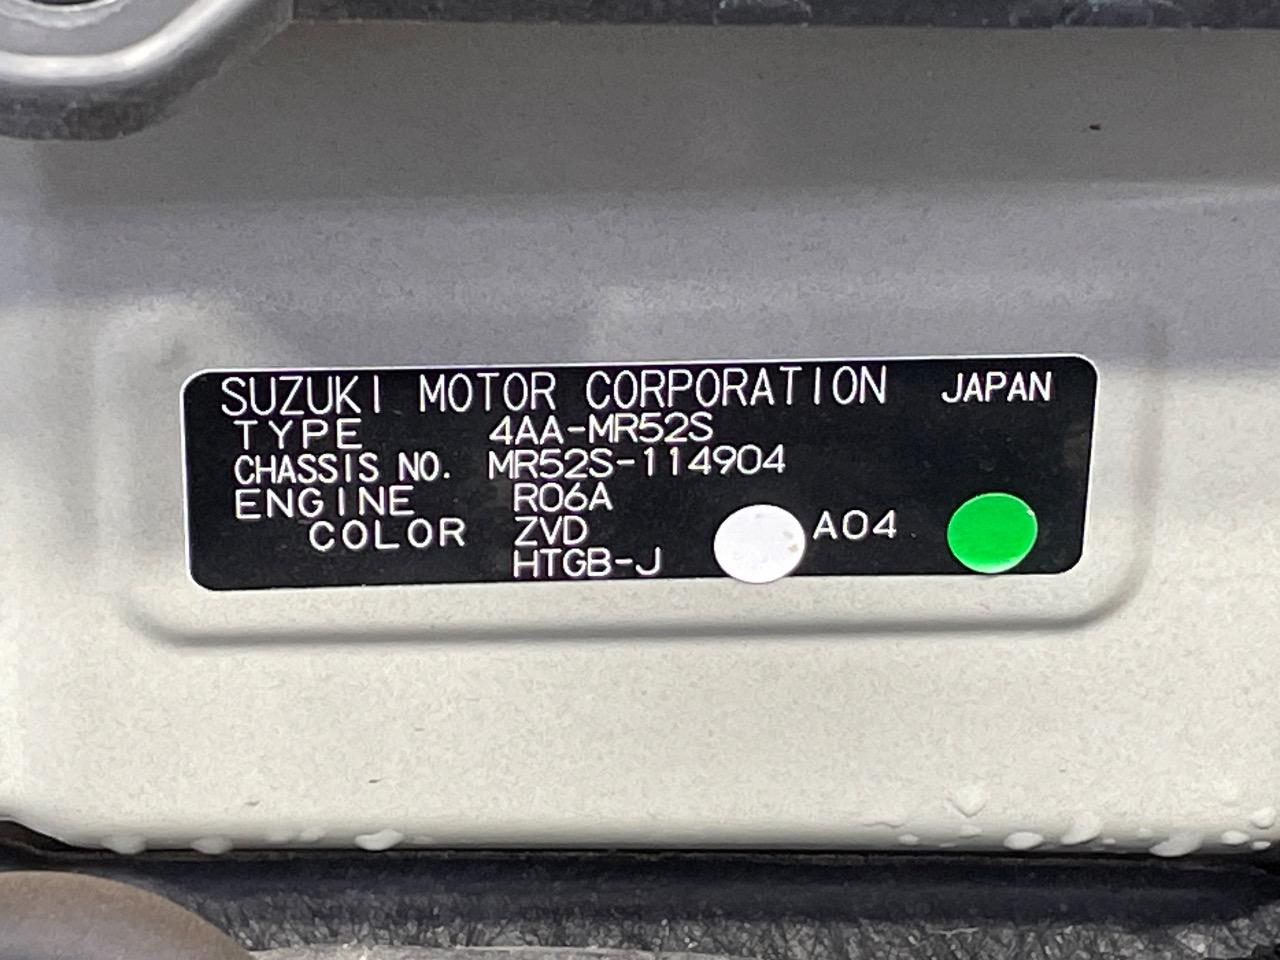 SUZUKI MOTOR CORPORATION JAPAN
TYPE 4AA-MR52S
CHASSIS NO. MR52S-114904
ENGINE R06A
COLOR ZVD A04
HTGB-J